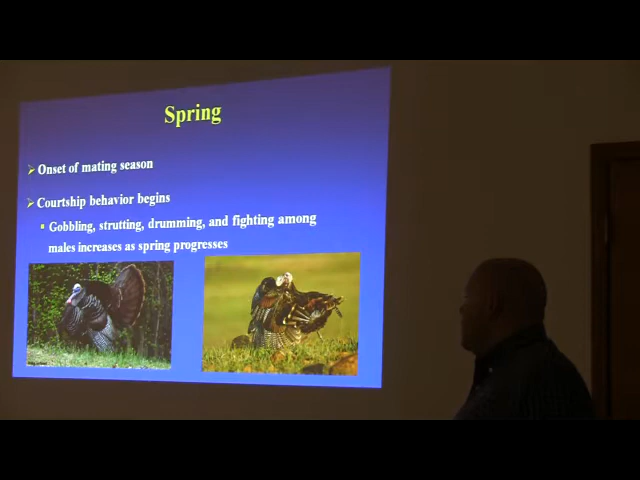 Spring
Onset of mating season
Courtship behavior begins
Gobbling, strutting, drumming, and fighting among
males increases as spring progresses